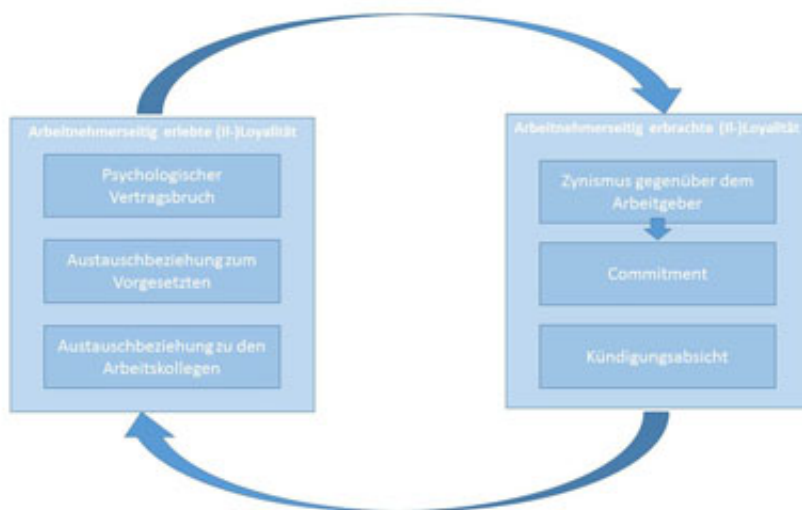 Arbeitnehmerseitig erlebte (Il-)Loyalität
Psychologischer
Vertragsbruch
Austauschbeziehung zum
Vorgesetzten
Austauschbeziehung zu den
Arbeitskollegen
Arbeitnehmerseitig erbrachte (Il-)Loyalität
Zynismus gegenüber dem
Arbeitgeber
Commitment
Kündigungsabsicht